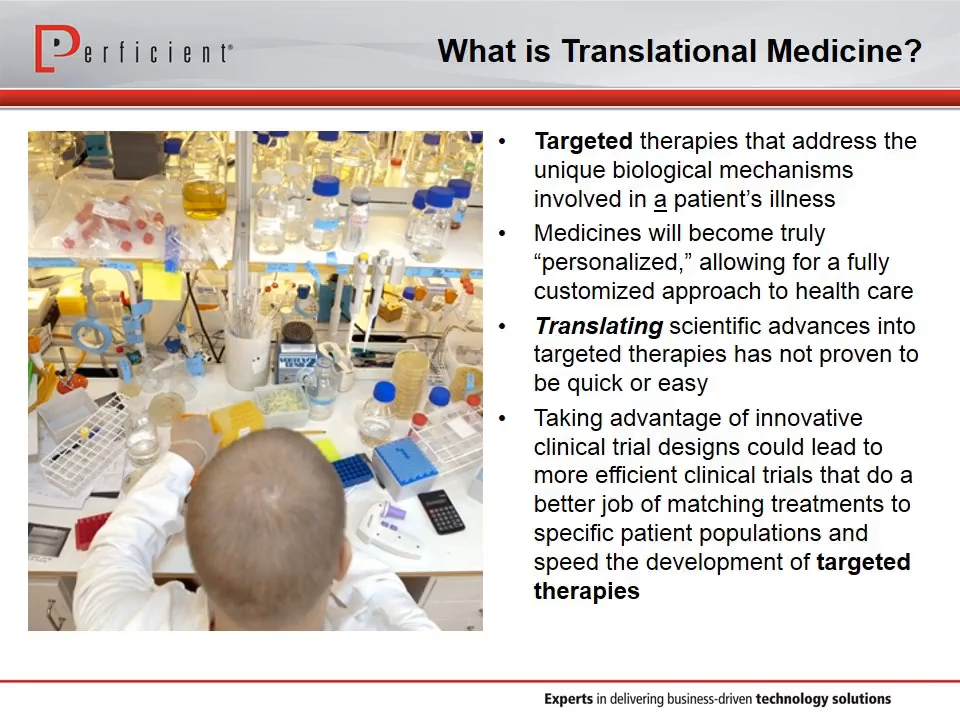 Perficient®
What is Translational Medicine?
• Targeted therapies that address the
unique biological mechanisms
involved in a patient’s illness
• Medicines will become truly
“personalized,” allowing for a fully
customized approach to health care
• Translating scientific advances into
targeted therapies has not proven to
be quick or easy
• Taking advantage of innovative
clinical trial designs could lead to
more efficient clinical trials that do a
better job of matching treatments to
specific patient populations and
speed the development of targeted
therapies
Experts in delivering business-driven technology solutions